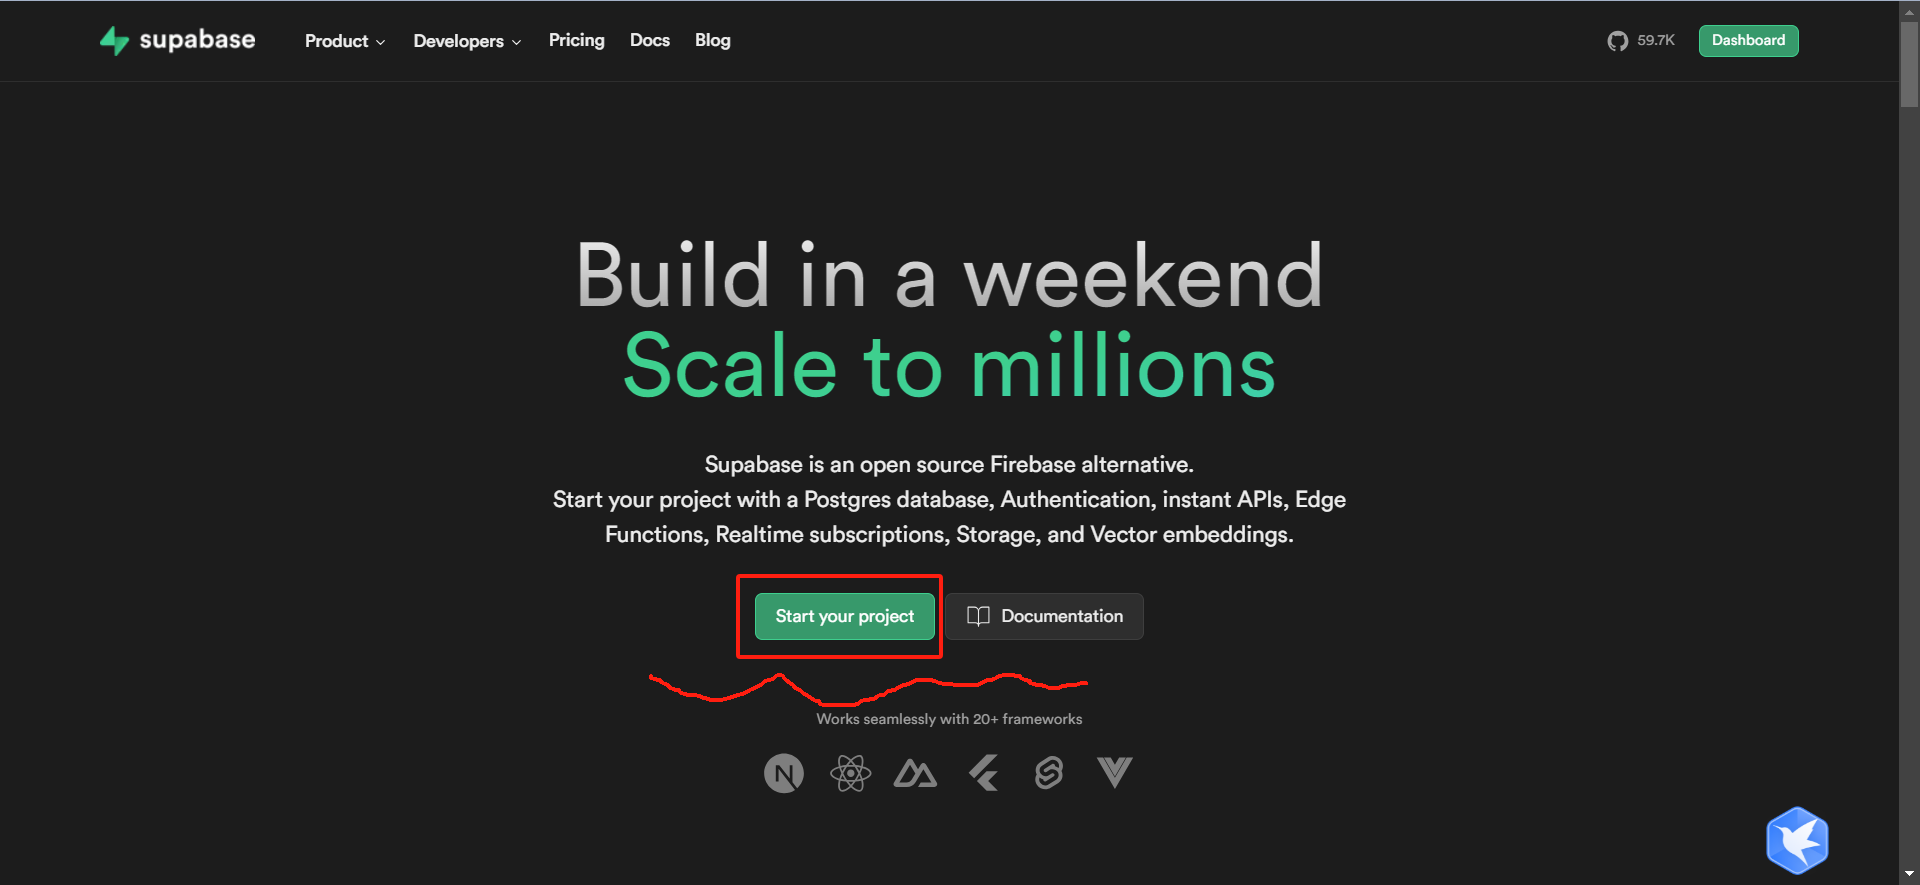 supabase
Product
Developers
Pricing
Docs
Blog
59.7K
Dashboard
Build in a weekend
Scale to millions
Supabase is an open source Firebase alternative.
Start your project with a Postgres database, Authentication, instant APIs, Edge
Functions, Realtime subscriptions, Storage, and Vector embeddings.
Start your project
Documentation
Works seamlessly with 20+ frameworks
N